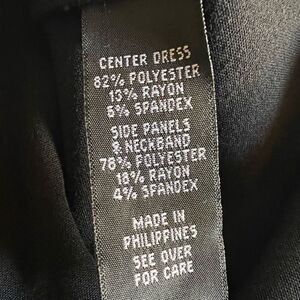 CENTER DRESS
82% POLYESTER
13% RAYON
5% SPANDEX
SIDE PANELS
& NECKBAND
78% POLYESTER
18% RAYON
4% SPANDEX
MADE IN
PHILIPPINES
SEE OVER
FOR CARE